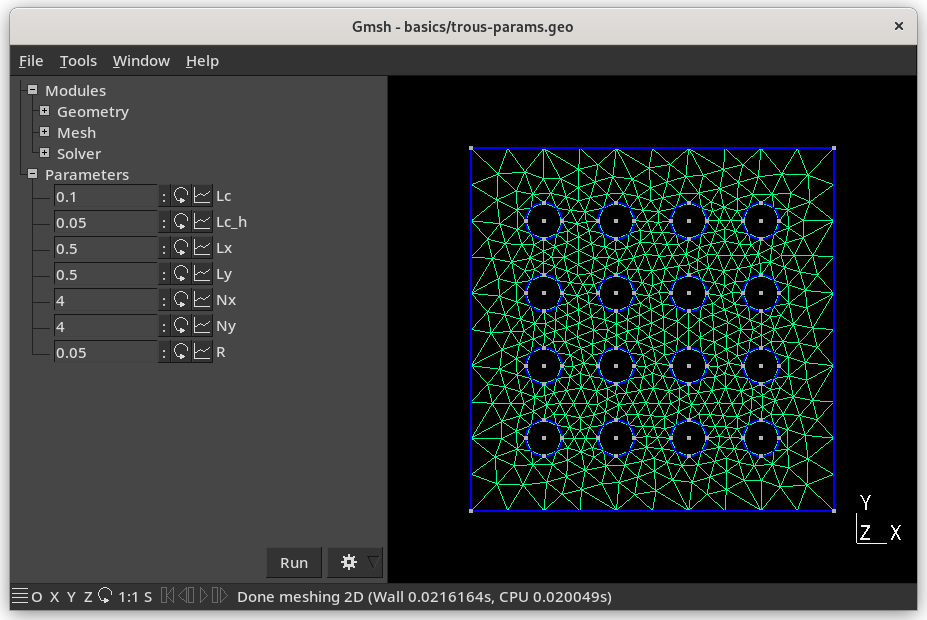 Gmsh - basics/trous-params.geo
×
File Tools Window Help
Modules
Geometry
Mesh
Solver
Parameters
0.1 : Lc
0.05 : Lc_h
0.5 : Lx
0.5 : Ly
4 : Nx
4 : Ny
0.05 : R
Y
Z X
Run
O X Y Z 1:1 S Done meshing 2D (Wall 0.0216164s, CPU 0.020049s)